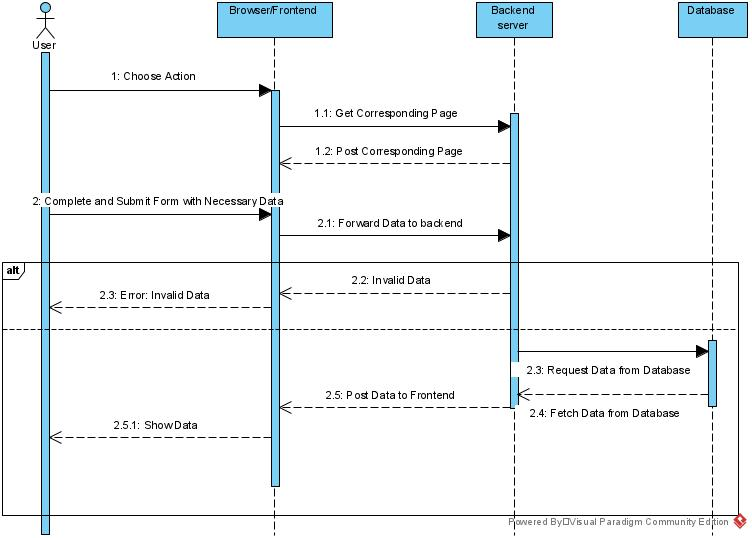 User
Browser/Frontend
Backend
server
Database
1: Choose Action
1.1: Get Corresponding Page
1.2: Post Corresponding Page
2: Complete and Submit Form with Necessary Data
2.1: Forward Data to backend
alt
2.2: Invalid Data
2.3: Error: Invalid Data
2.3: Request Data from Database
2.5: Post Data to Frontend
2.4: Fetch Data from Database
2.5.1: Show Data
Powered By Visual Paradigm Community Edition